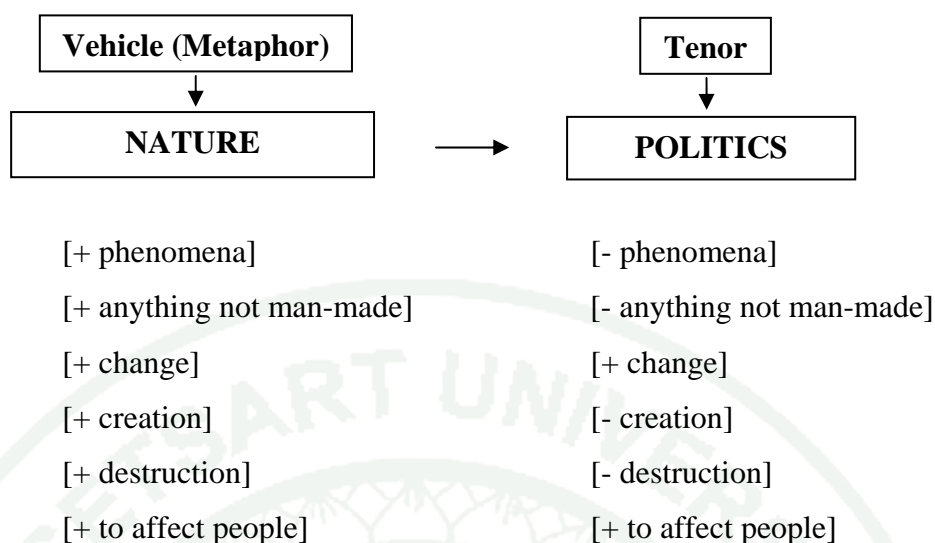 Vehicle (Metaphor) Tenor
NATURE POLITICS
[+ phenomena] [- phenomena]
[+ anything not man-made] [- anything not man-made]
[+ change] [+ change]
[+ creation] [- creation]
[+ destruction] [- destruction]
[+ to affect people] [+ to affect people]